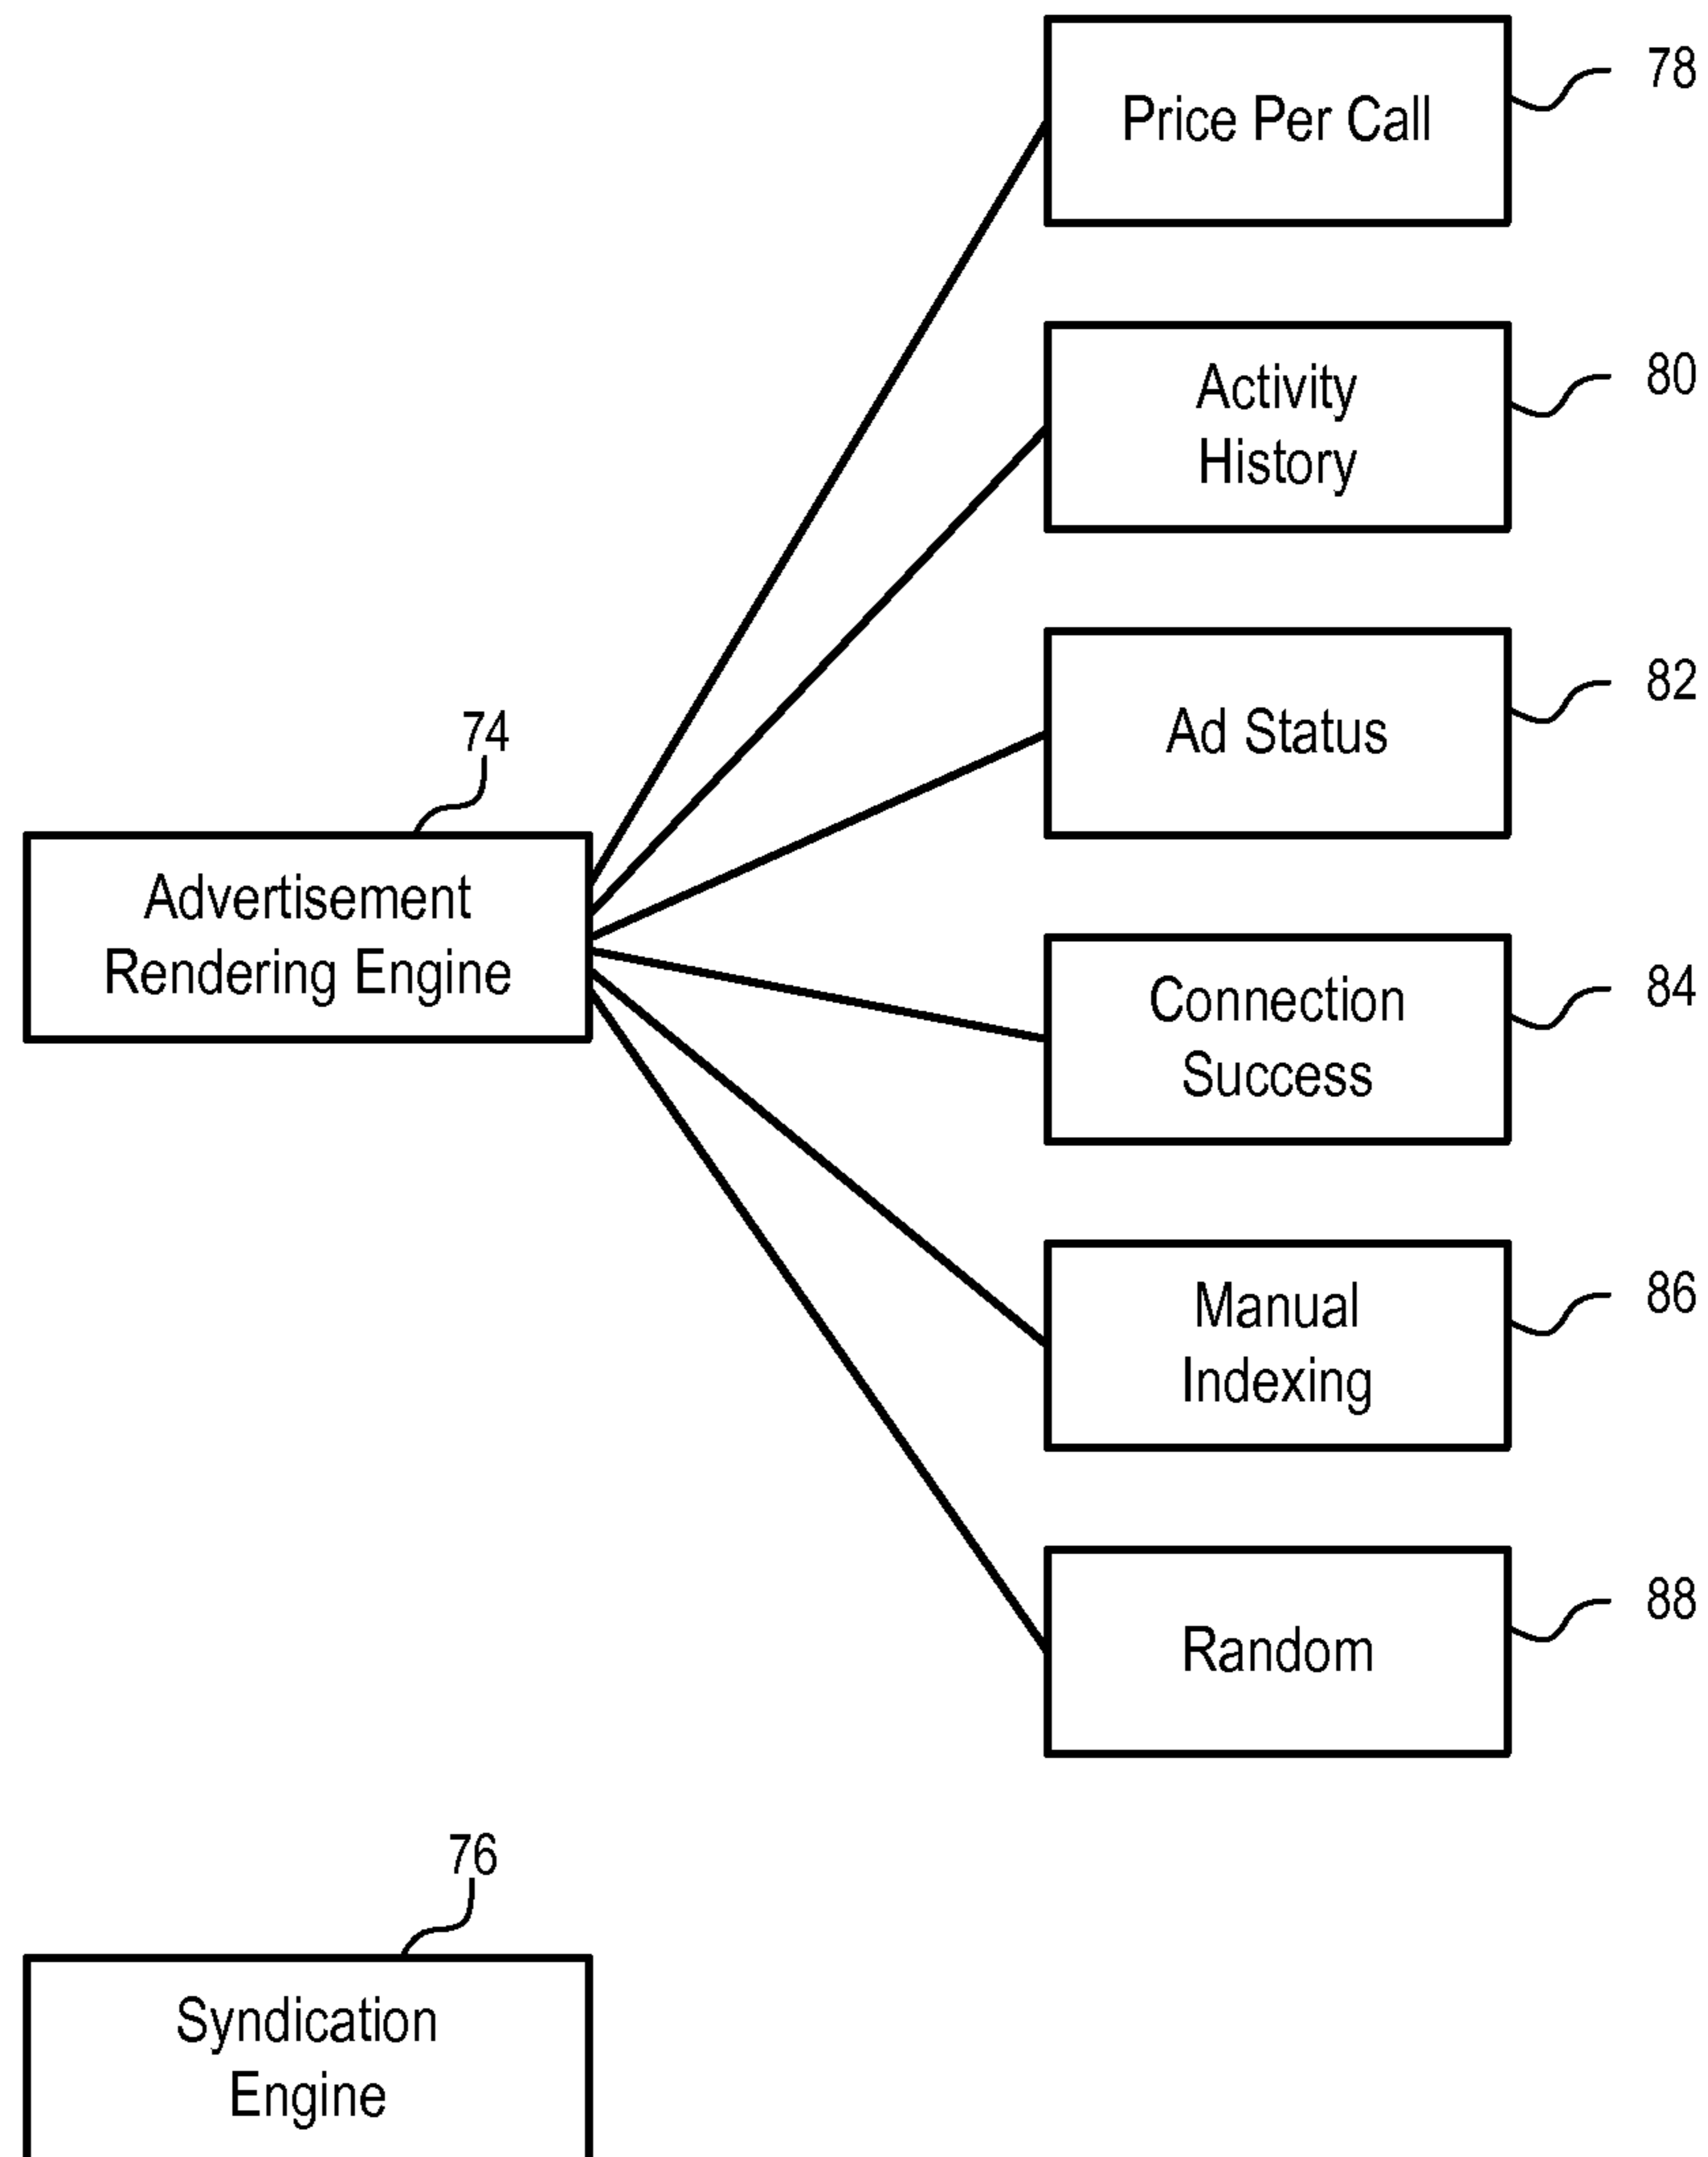 Price Per Call
78
Activity
History
80
Ad Status
82
74
Advertisement
Rendering Engine
Connection
Success
84
Manual
Indexing
86
Random
88
76
Syndication
Engine